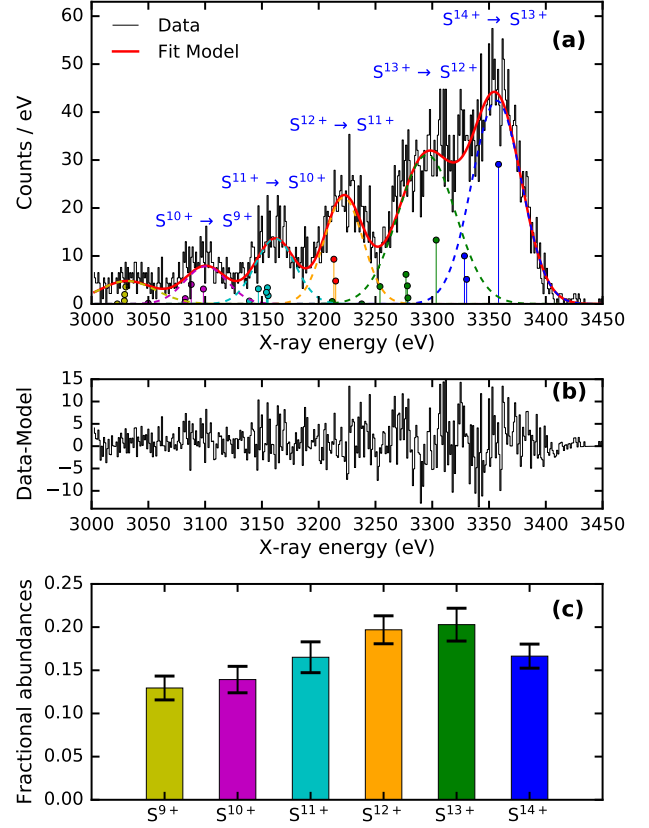 S¹⁴⁺ → S¹³⁺
(a)
Data
Fit Model
S¹³⁺ → S¹²⁺
S¹²⁺ → S¹¹⁺
S¹¹⁺ → S¹⁰⁺
S¹⁰⁺ → S⁹⁺
60
50
40
30
20
10
0
Counts / eV
3000 3050 3100 3150 3200 3250 3300 3350 3400 3450
X-ray energy (eV)
(b)
15
10
5
0
−5
−10
Data-Model
3000 3050 3100 3150 3200 3250 3300 3350 3400 3450
X-ray energy (eV)
(c)
0.25
0.20
0.15
0.10
0.05
0.00
Fractional abundances
S⁹⁺ S¹⁰⁺ S¹¹⁺ S¹²⁺ S¹³⁺ S¹⁴⁺